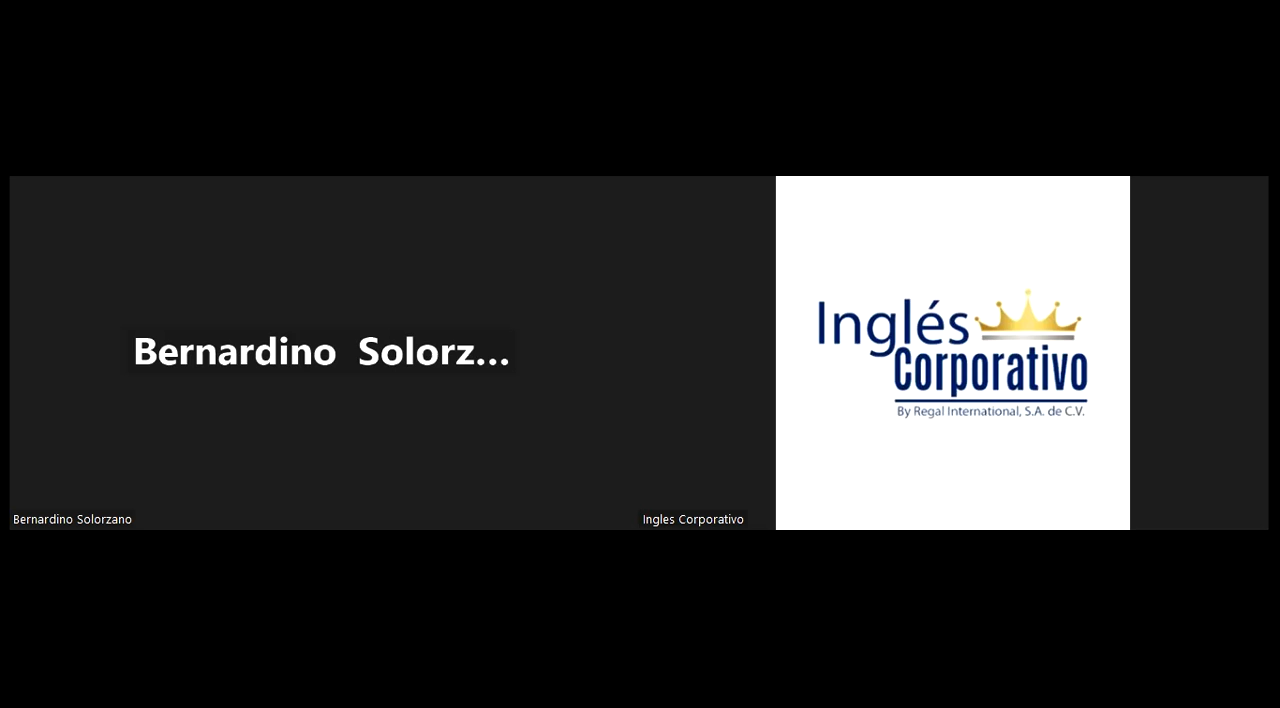 Bernardino Solorz...
Bernardino Solorzano
Inglés
Corporativo
By Regal International, S.A. de C.V.
Ingles Corporativo